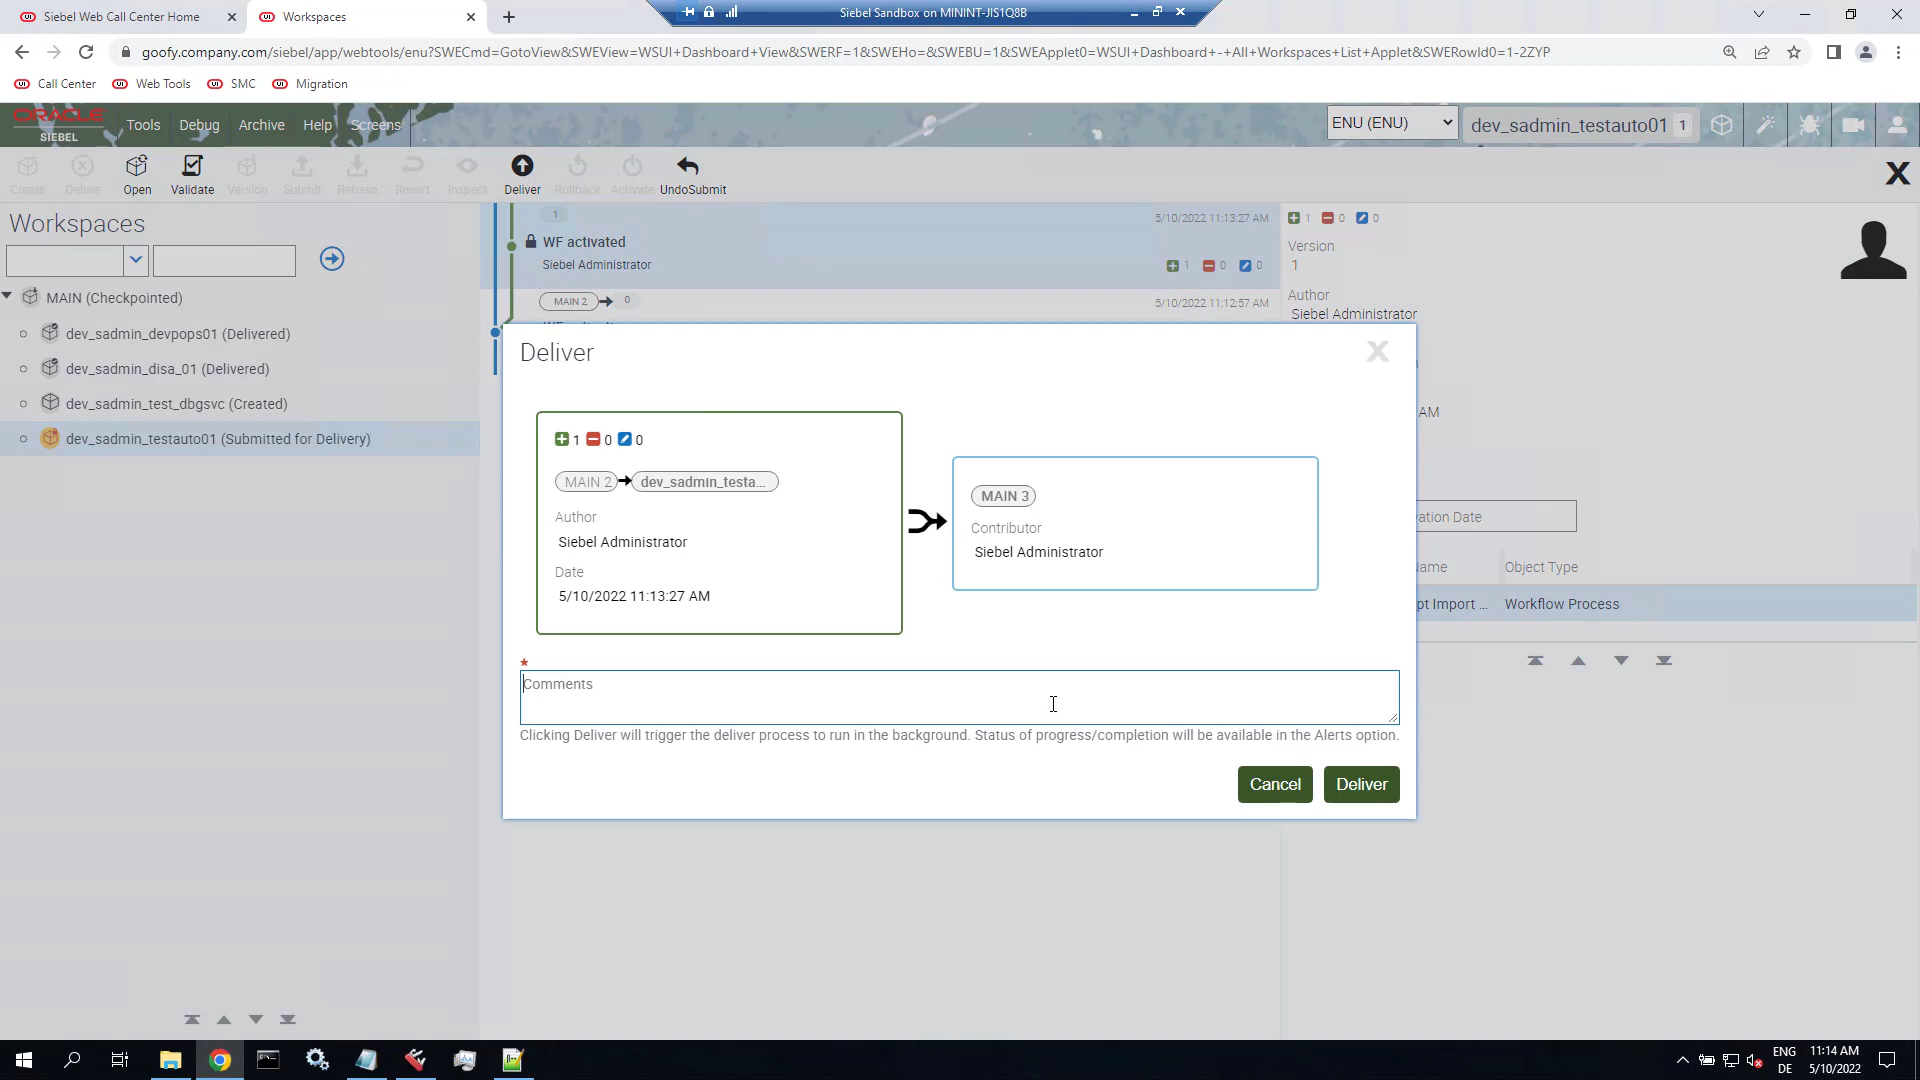 Siebel Web Call Center Home
Workspaces
Siebel Sandbox on MININT-JIS1Q8B
goofy.company.com/siebel/app/webtools/enu?SWECmd=GotoView&SWEView=WSUI+Dashboard+View&SWERF=1&SWEHo=&SWEBU=1&SWEApplet0=WSUI+Dashboard+-+All+Workspaces+List+Applet&SWERowId0=1-2ZYP
Call Center
Web Tools
SMC
Migration
ORACLE
SIEBEL
Tools
Debug
Archive
Help
Screens
ENU (ENU)
dev_sadmin_testauto01 1
Create
Delete
Open
Validate
Version
Submit
Rebase
Revert
Inspect
Deliver
Rollback
Activate
UndoSubmit
X
Workspaces
MAIN (Checkpointed)
dev_sadmin_devpops01 (Delivered)
dev_sadmin_disa_01 (Delivered)
dev_sadmin_test_dbgsvc (Created)
dev_sadmin_testauto01 (Submitted for Delivery)
1
5/10/2022 11:13:27 AM
WF activated
Siebel Administrator
1 0 0
MAIN 2
0
5/10/2022 11:12:57 AM
1 0 0
Version
1
Author
Siebel Administrator
AM
vation Date
Name
Object Type
pt Import ...
Workflow Process
Deliver
X
1 0 0
MAIN 2
dev_sadmin_testa...
Author
Siebel Administrator
Date
5/10/2022 11:13:27 AM
MAIN 3
Contributor
Siebel Administrator
*
Comments
Clicking Deliver will trigger the deliver process to run in the background. Status of progress/completion will be available in the Alerts option.
Cancel
Deliver
ENG
DE
11:14 AM
5/10/2022